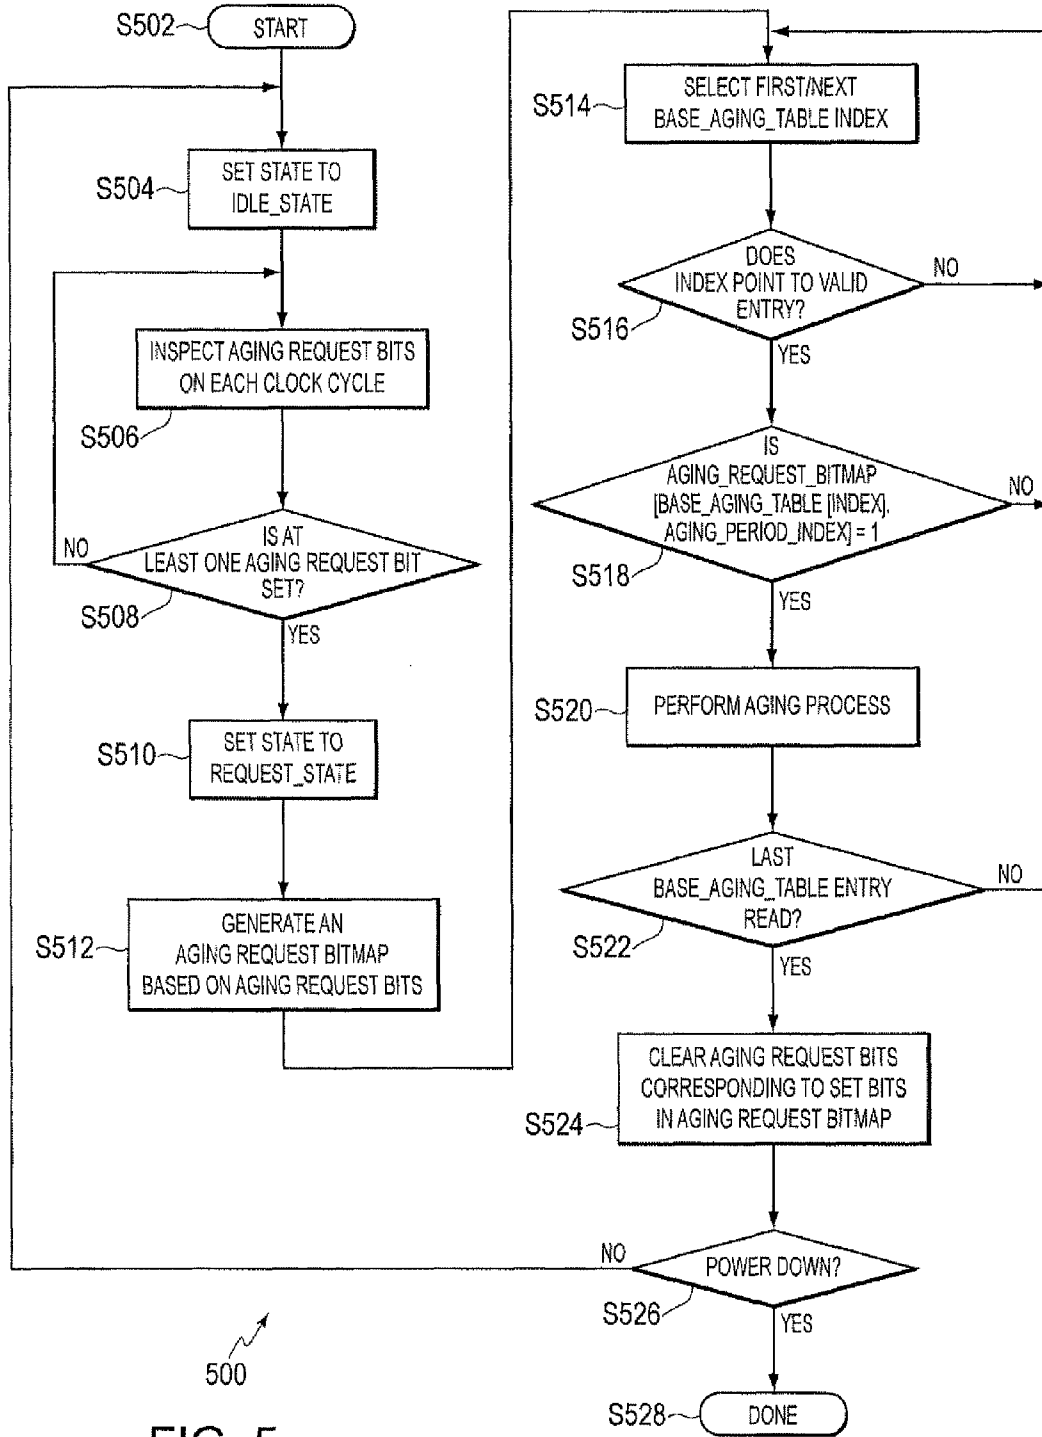 S502
START
S504
SET STATE TO
IDLE_STATE
INSPECT AGING REQUEST BITS
ON EACH CLOCK CYCLE
S506
NO
IS AT
LEAST ONE AGING REQUEST BIT
SET?
S508
YES
S510
SET STATE TO
REQUEST_STATE
S512
GENERATE AN
AGING REQUEST BITMAP
BASED ON AGING REQUEST BITS
S514
SELECT FIRST/NEXT
BASE_AGING_TABLE INDEX
DOES
INDEX POINT TO VALID
ENTRY?
NO
S516
YES
IS
AGING_REQUEST_BITMAP
[BASE_AGING_TABLE [INDEX].
AGING_PERIOD_INDEX] = 1
NO
S518
YES
S520
PERFORM AGING PROCESS
LAST
BASE_AGING_TABLE ENTRY
READ?
NO
S522
YES
CLEAR AGING REQUEST BITS
CORRESPONDING TO SET BITS
IN AGING REQUEST BITMAP
S524
NO
POWER DOWN?
S526
YES
S528
DONE
500
FIG. 5